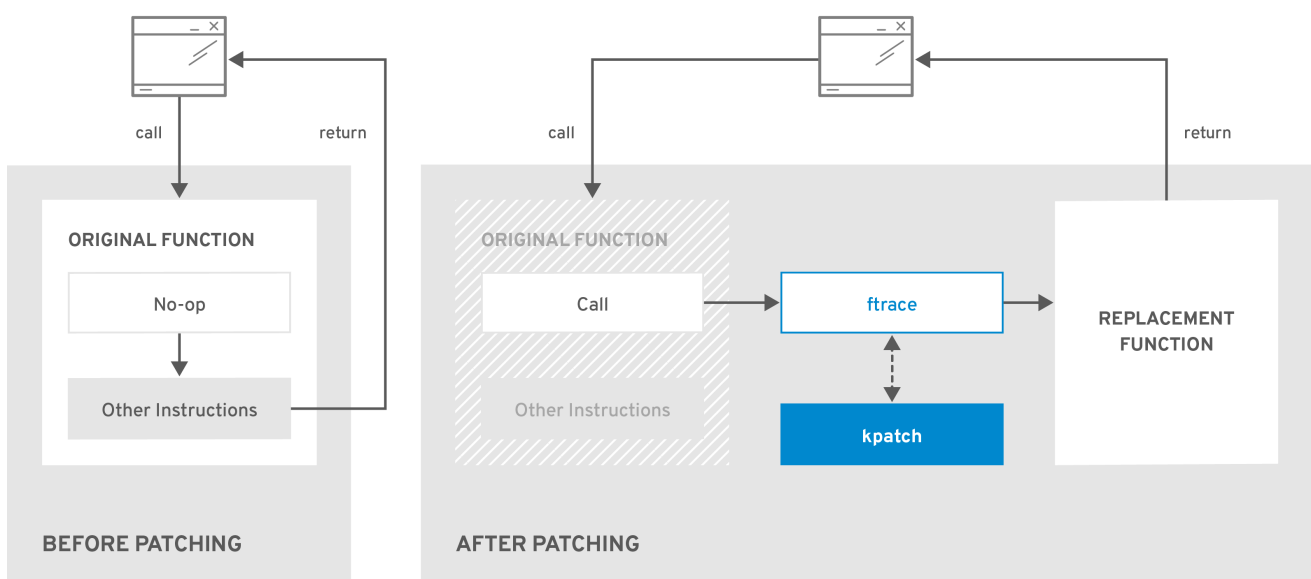 call
return
ORIGINAL FUNCTION
No-op
Other Instructions
BEFORE PATCHING
call
return
ORIGINAL FUNCTION
Call
ftrace
REPLACEMENT
FUNCTION
Other Instructions
kpatch
AFTER PATCHING